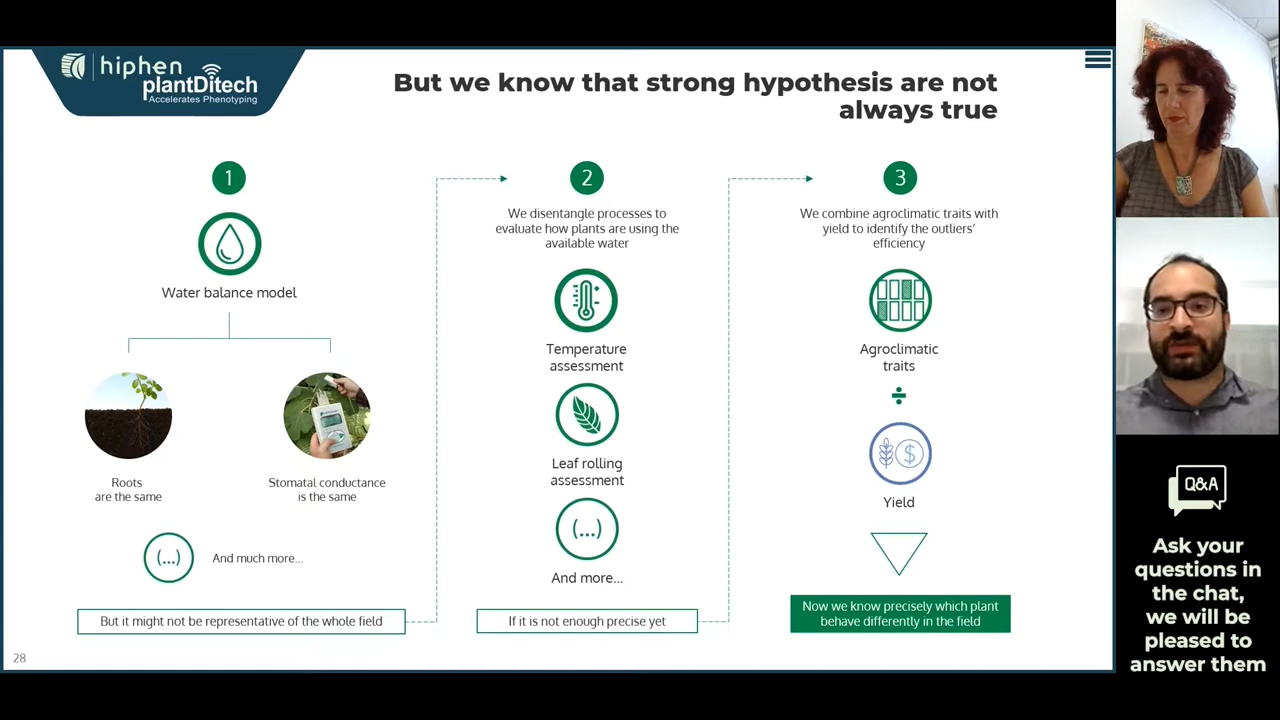 hiphen
plantDitech
Accelerates Phenotyping
But we know that strong hypothesis are not
always true
1
Water balance model
Roots
are the same
Stomatal conductance
is the same
(...)
And much more...
But it might not be representative of the whole field
2
We disentangle processes to
evaluate how plants are using the
available water
Temperature
assessment
Leaf rolling
assessment
(...)
And more...
If it is not enough precise yet
3
We combine agroclimatic traits with
yield to identify the outliers'
efficiency
Agroclimatic
traits
÷
$
Yield
Now we know precisely which plant
behave differently in the field
28
Q&A
Ask your
questions in
the chat,
we will be
pleased to
answer them